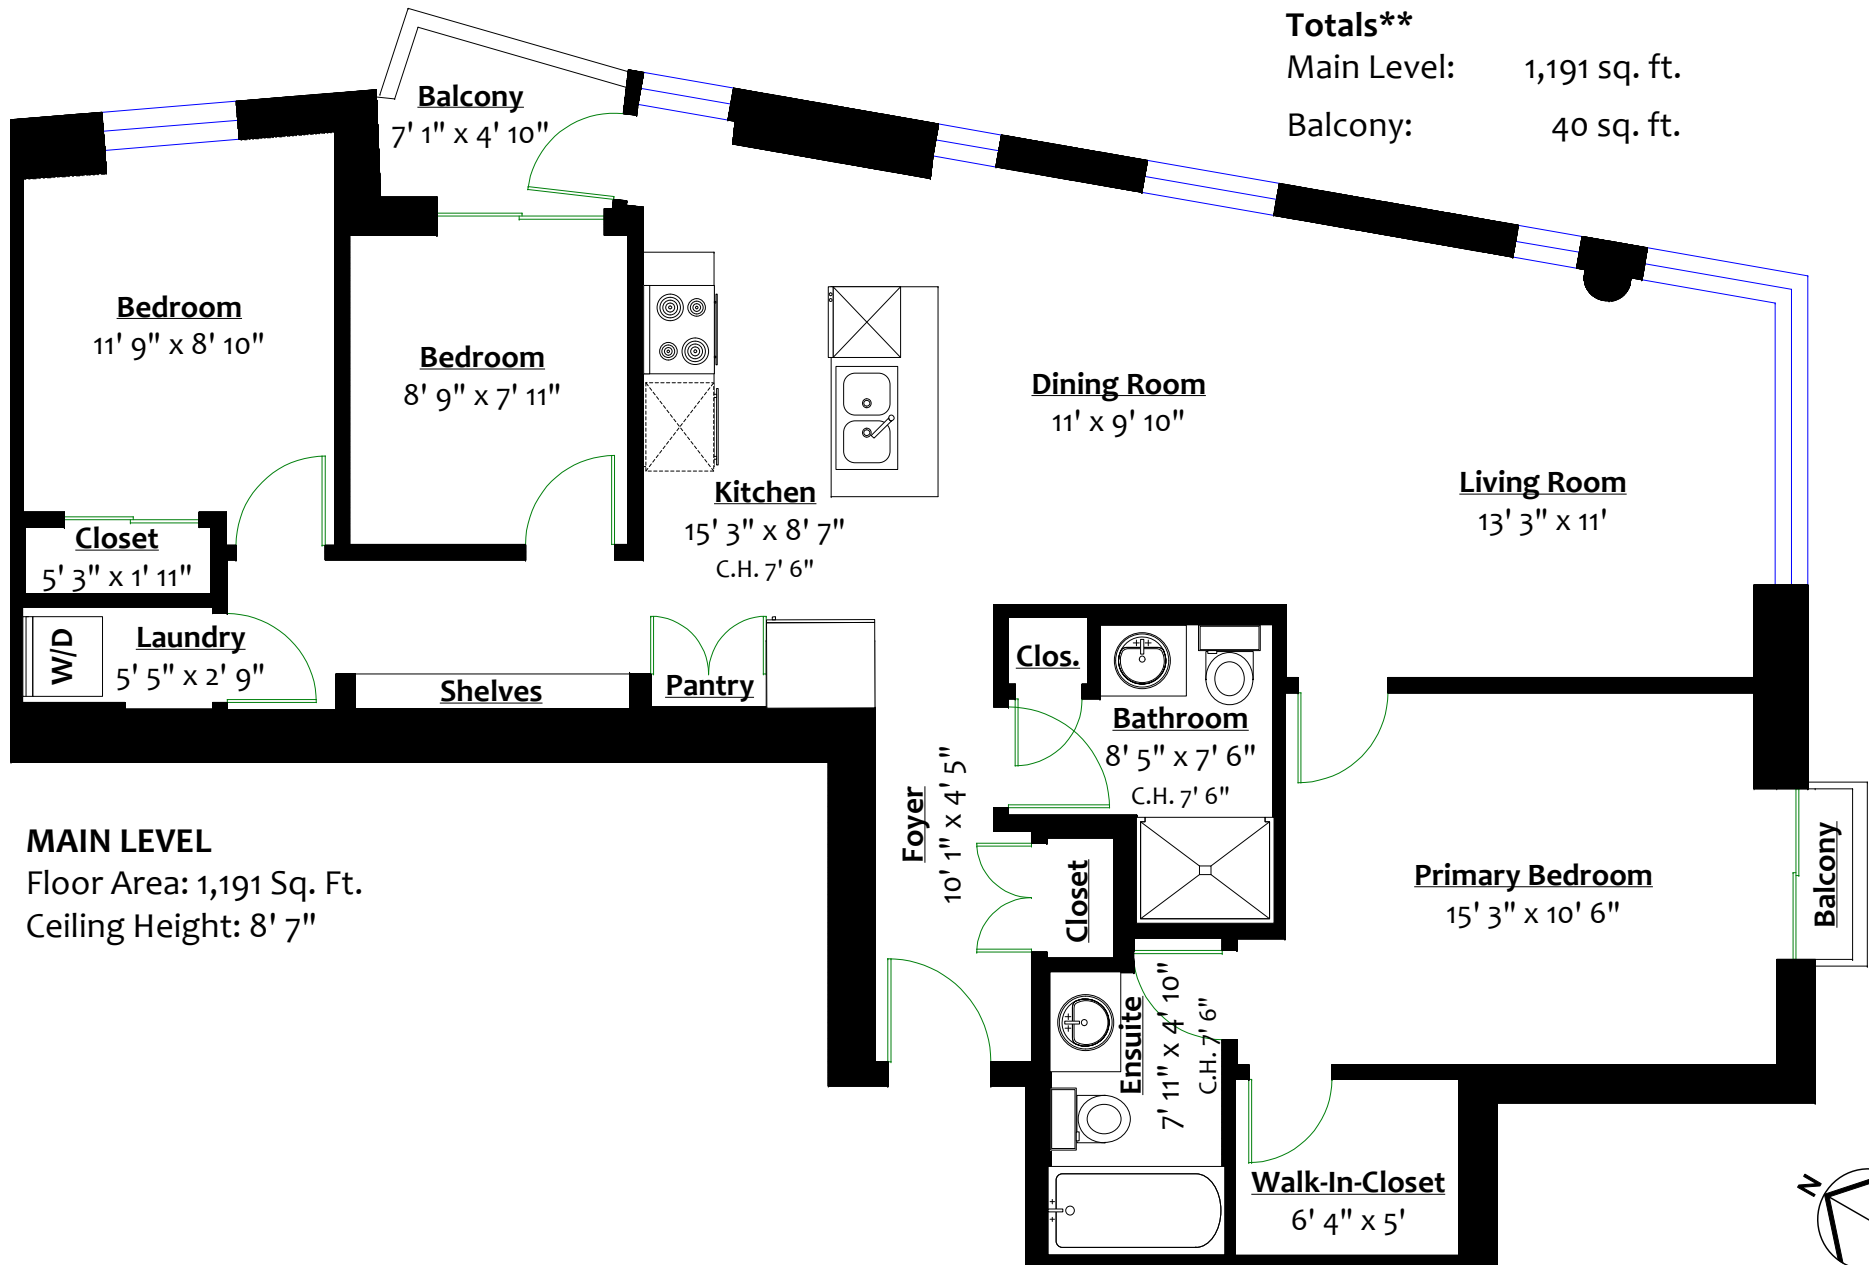 Totals**
Main Level: 1,191 sq. ft.
Balcony: 40 sq. ft.
Balcony
7' 1" x 4' 10"
Bedroom
11' 9" x 8' 10"
Bedroom
8' 9" x 7' 11"
Dining Room
11' x 9' 10"
Kitchen
15' 3" x 8' 7"
C.H. 7' 6"
Living Room
13' 3" x 11'
Closet
5' 3" x 1' 11"
W/D
Laundry
5' 5" x 2' 9"
Shelves
Pantry
Clos.
Bathroom
8' 5" x 7' 6"
C.H. 7' 6"
Foyer
10' 1" x 4' 5"
Closet
Primary Bedroom
15' 3" x 10' 6"
Balcony
MAIN LEVEL
Floor Area: 1,191 Sq. Ft.
Ceiling Height: 8' 7"
Ensuite
7' 11" x 4' 10"
C.H. 7' 6"
Walk-In-Closet
6' 4" x 5'
N